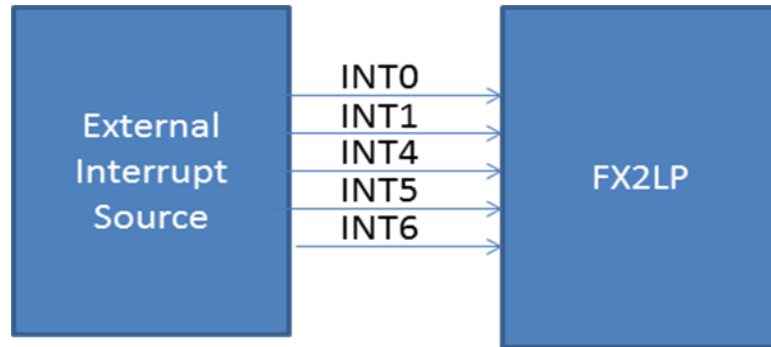 External
Interrupt
Source
INT0
INT1
INT4
INT5
INT6
FX2LP